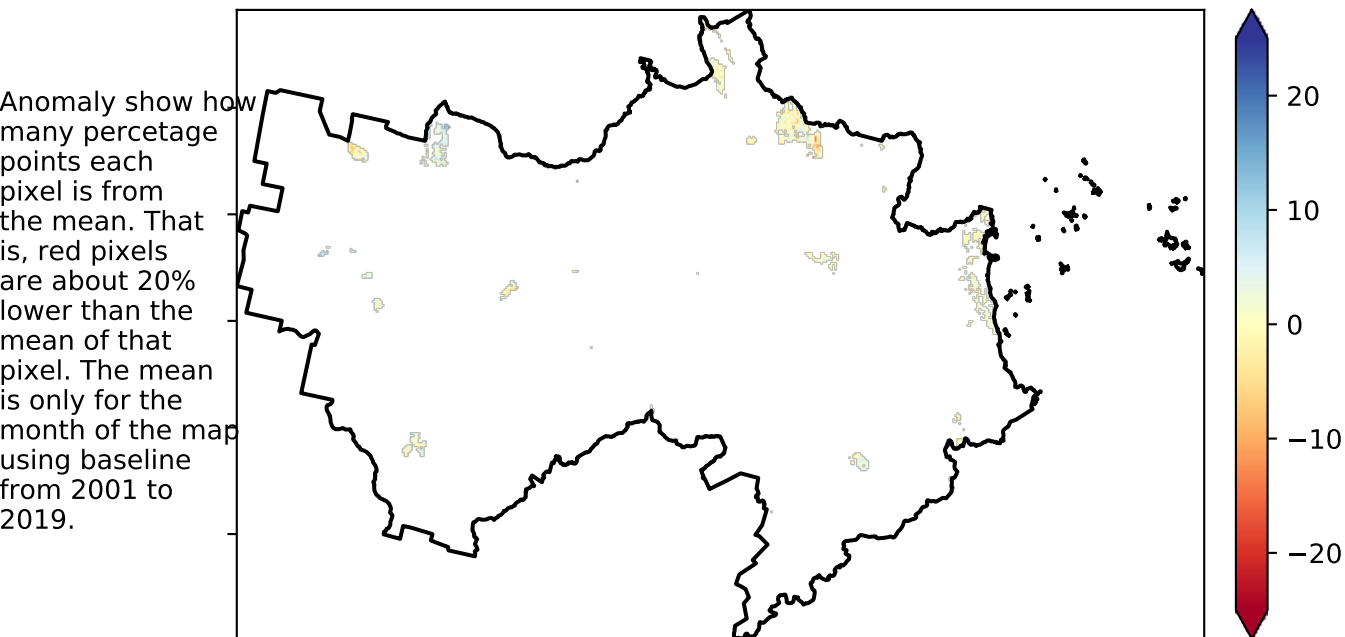 Anomaly show how
many percetage
points each
pixel is from
the mean. That
is, red pixels
are about 20%
lower than the
mean of that
pixel. The mean
is only for the
month of the map
using baseline
from 2001 to
2019.
20
10
0
−10
−20